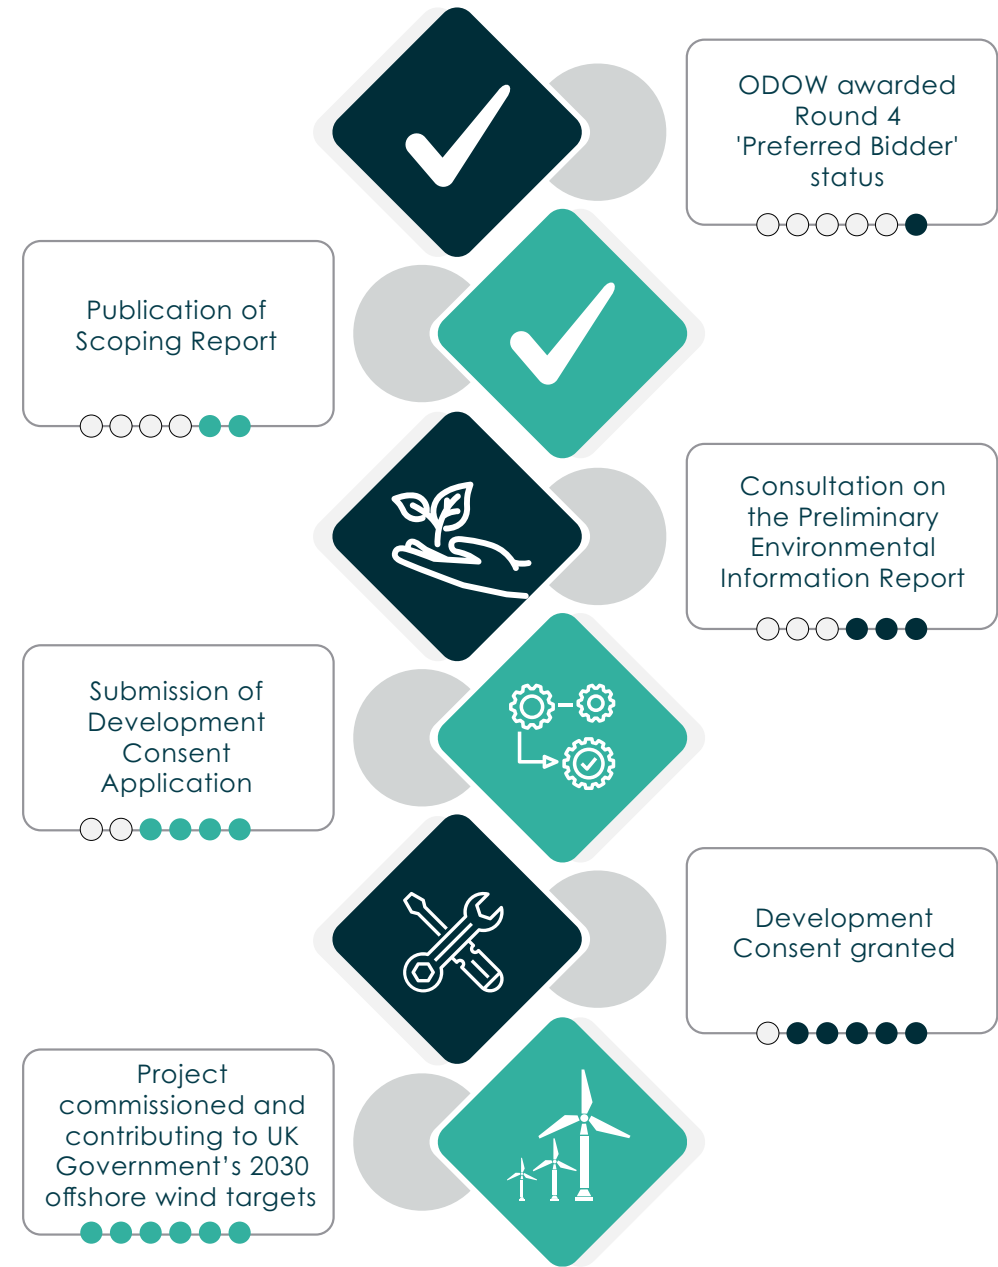 ODOW awarded
Round 4
'Preferred Bidder'
status
Publication of
Scoping Report
Consultation on
the Preliminary
Environmental
Information Report
Submission of
Development
Consent
Application
Development
Consent granted
Project
commissioned and
contributing to UK
Government’s 2030
offshore wind targets